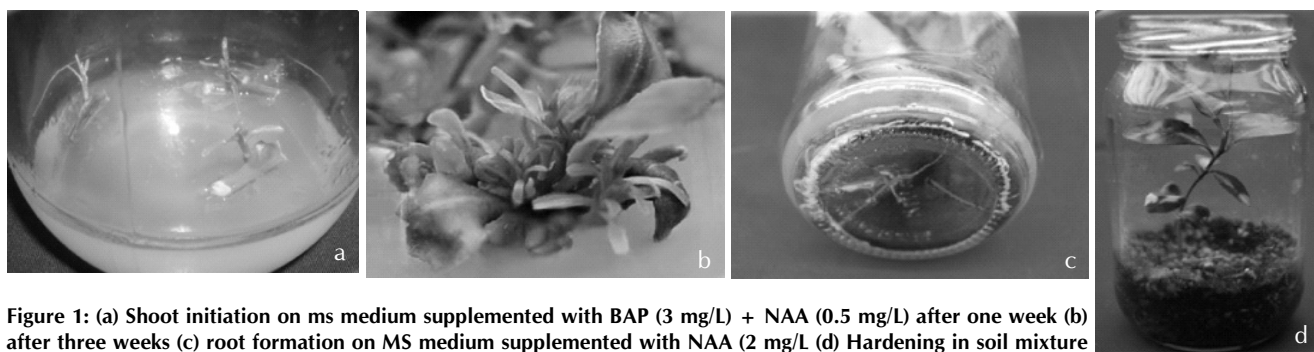 a
b
c
d
Figure 1: (a) Shoot initiation on ms medium supplemented with BAP (3 mg/L) + NAA (0.5 mg/L) after one week (b)
after three weeks (c) root formation on MS medium supplemented with NAA (2 mg/L (d) Hardening in soil mixture